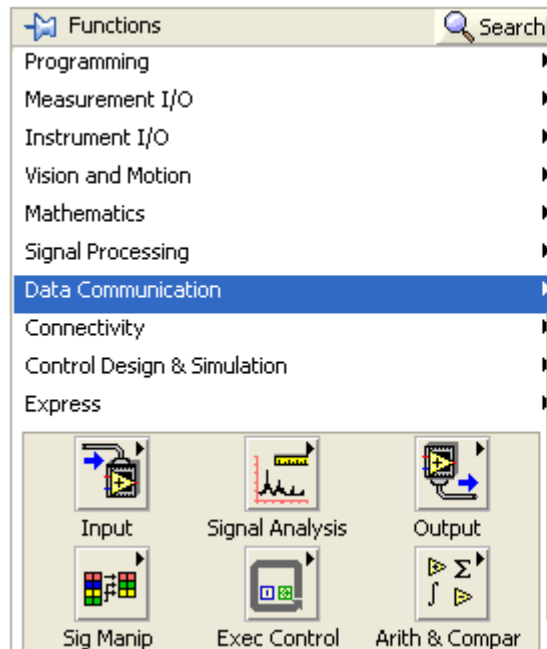 Functions Search
Programming
Measurement I/O
Instrument I/O
Vision and Motion
Mathematics
Signal Processing
Data Communication
Connectivity
Control Design & Simulation
Express
Input Signal Analysis Output
Sig Manip Exec Control Arith & Compar